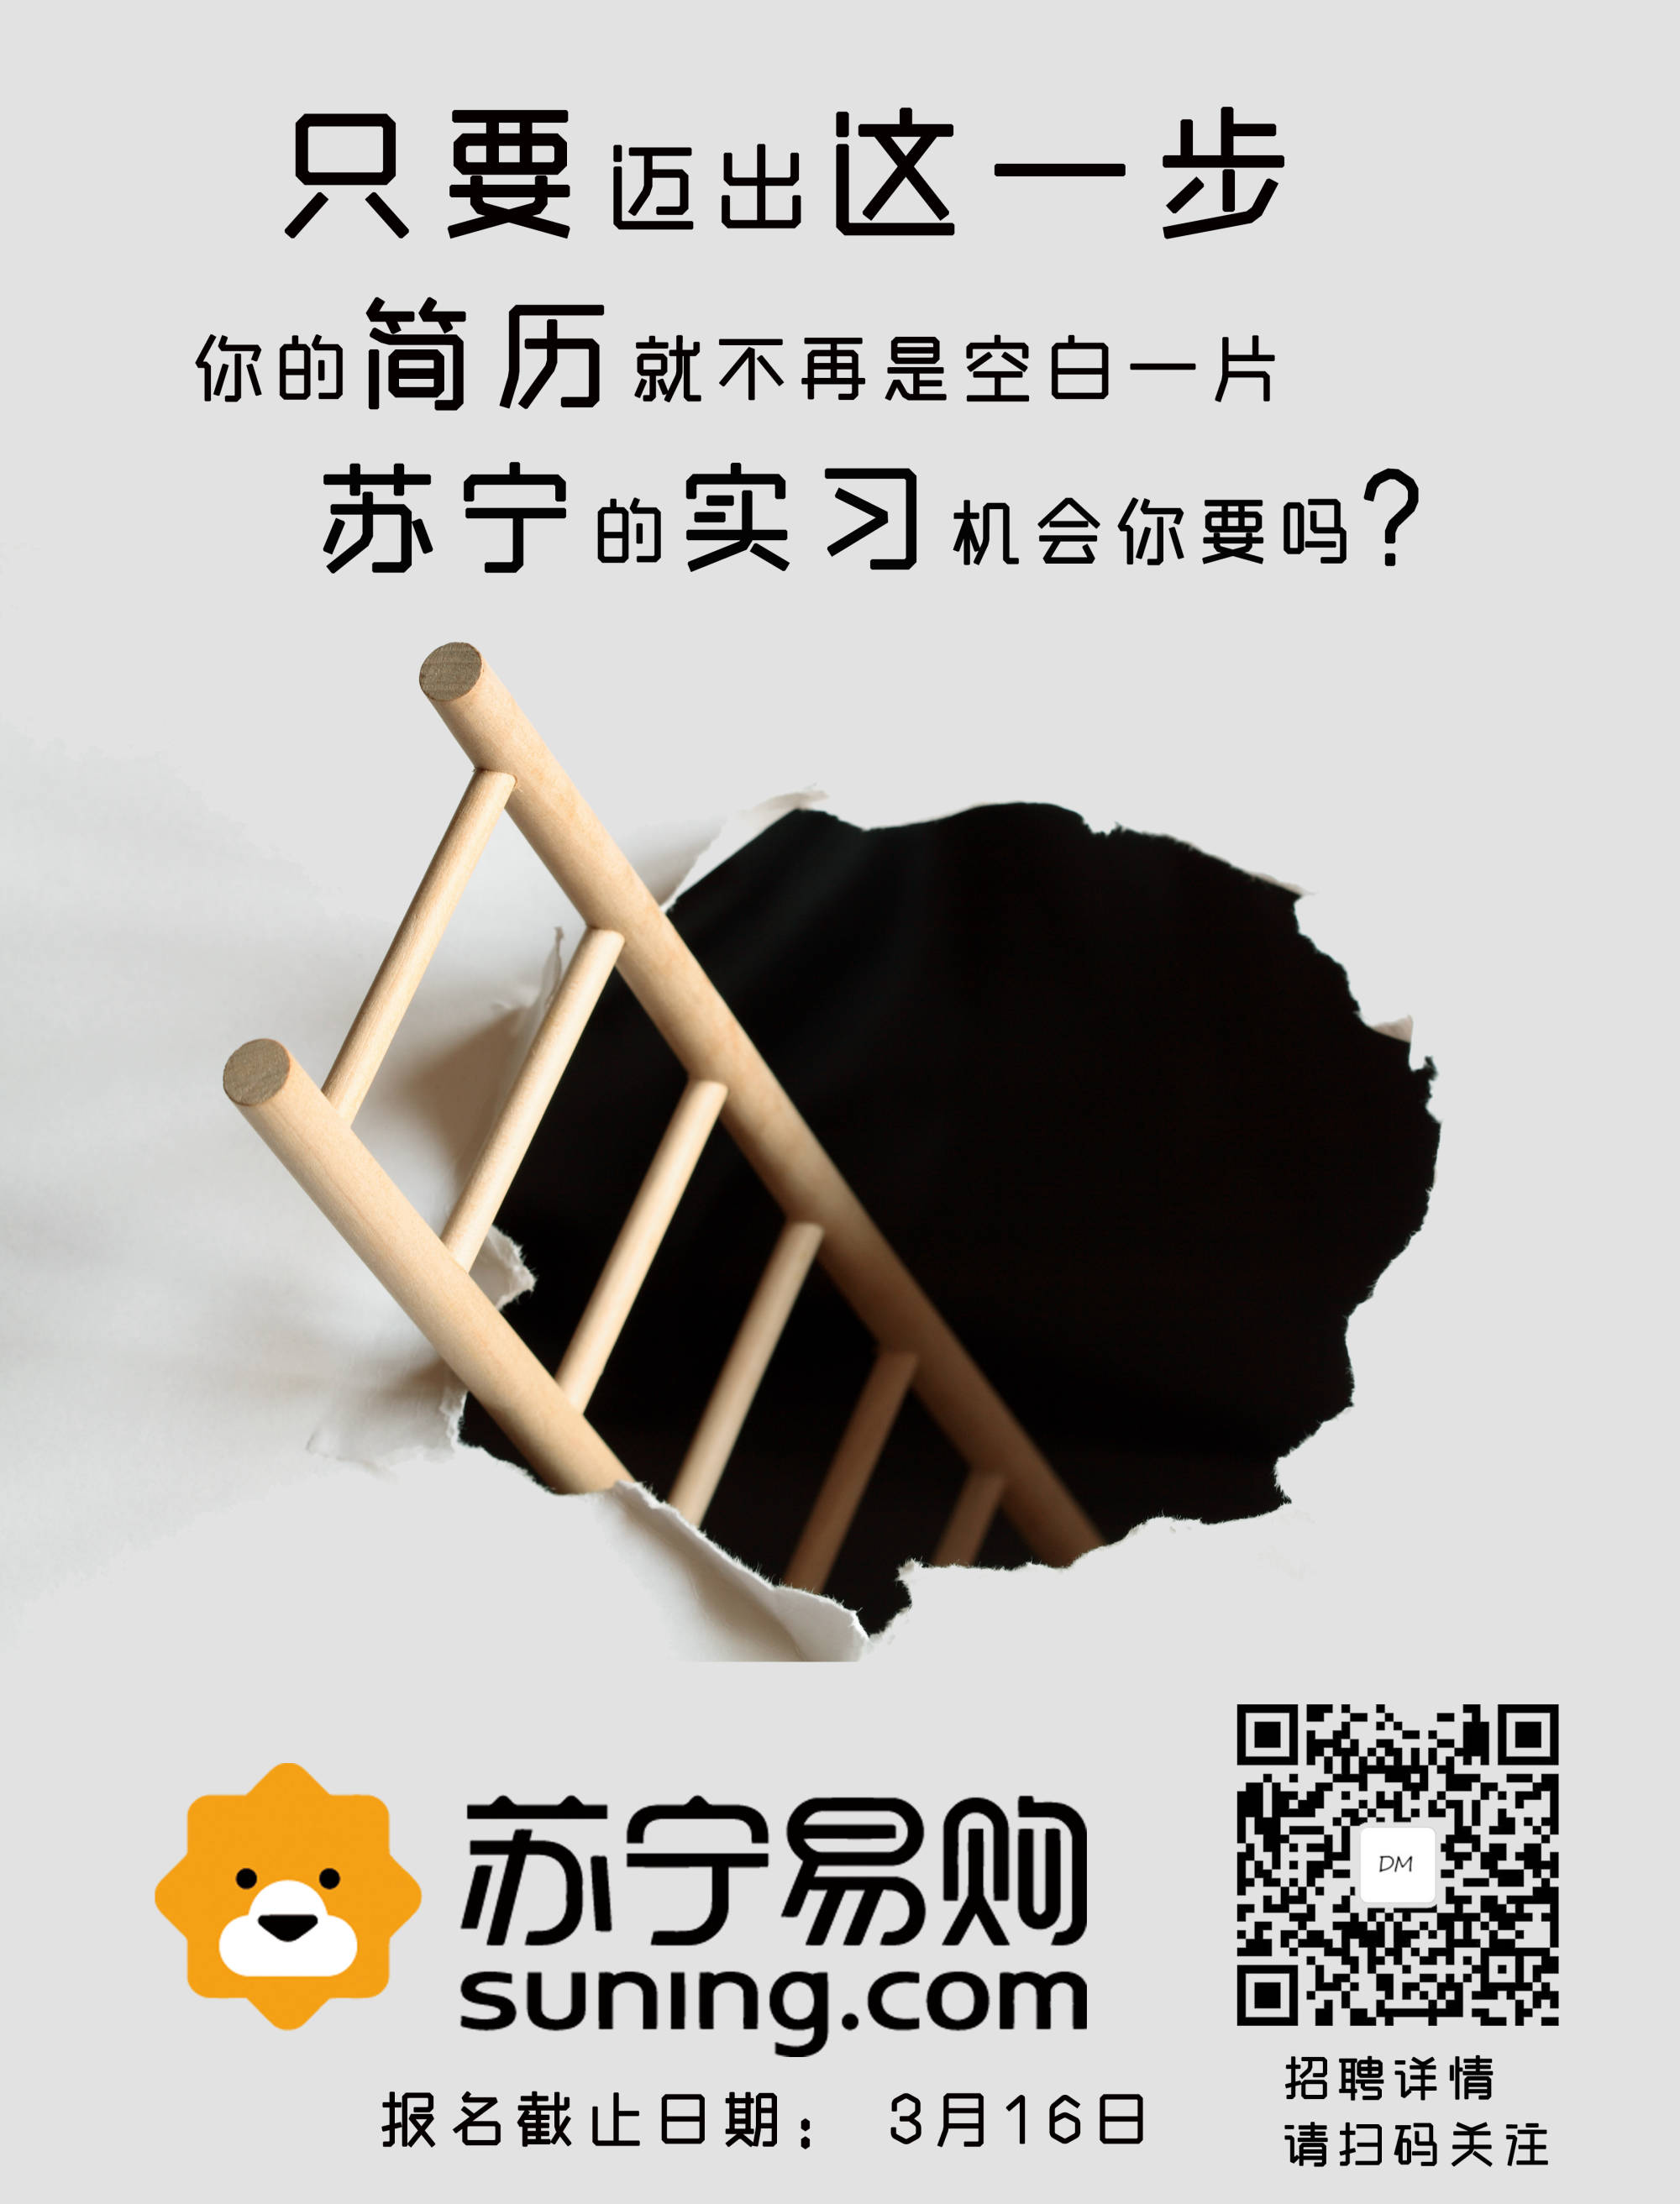 只要迈出这一步
你的简历就不再是空白一片
苏宁的实习机会你要吗?
苏宁易购
suning.com
DM
报名截止日期： 3月16日
招聘详情
请扫码关注